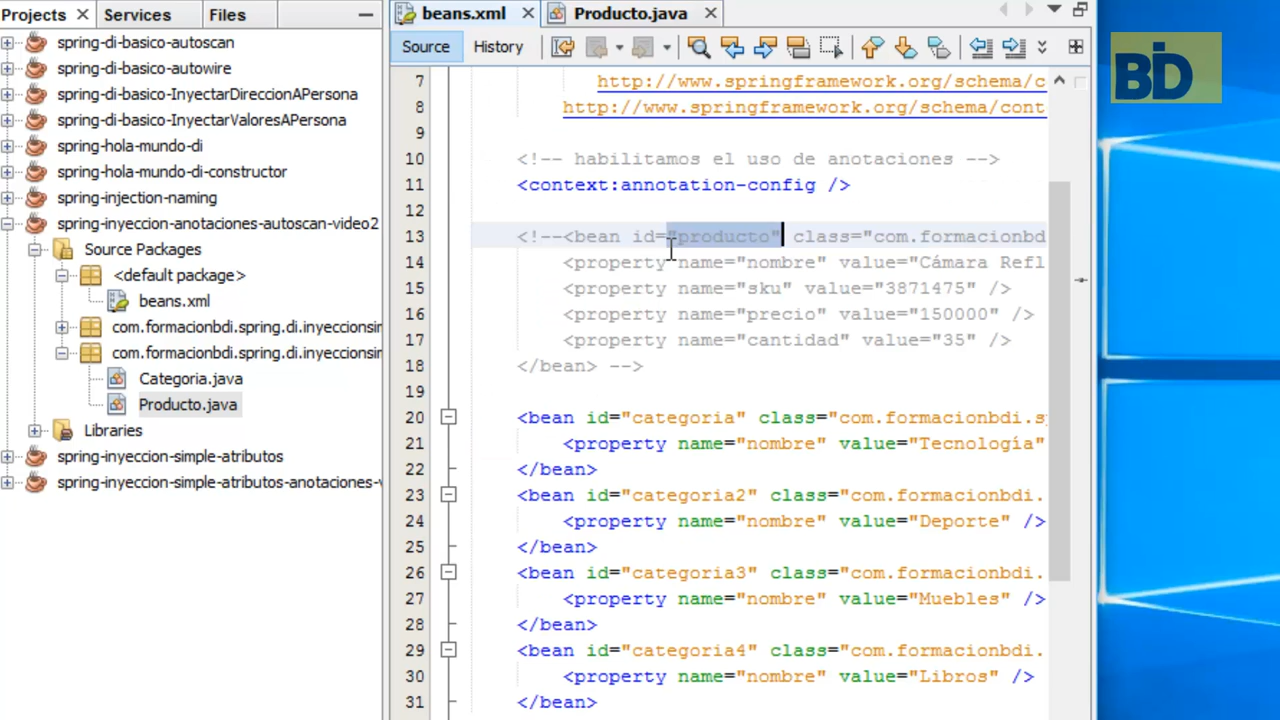 Projects
Services
Files
spring-di-basico-autoscan
spring-di-basico-autowire
spring-di-basico-InyectarDireccionAPersona
spring-di-basico-InyectarValoresAPersona
spring-hola-mundo-di
spring-hola-mundo-di-constructor
spring-injection-naming
spring-inyeccion-anotaciones-autoscan-video2
Source Packages
<default package>
beans.xml
com.formacionbdi.spring.di.inyeccionsim
com.formacionbdi.spring.di.inyeccionsim
Categoria.java
Producto.java
Libraries
spring-inyeccion-simple-atributos
spring-inyeccion-simple-atributos-anotaciones-
beans.xml
Producto.java
Source
History
7 http://www.springframework.org/schema/c
8 http://www.springframework.org/schema/cont
9
10 <!-- habilitamos el uso de anotaciones -->
11 <context:annotation-config />
12
13 <!--<bean id="producto" class="com.formacionbd
14 <property name="nombre" value="Cámara Refl
15 <property name="sku" value="3871475" />
16 <property name="precio" value="150000" />
17 <property name="cantidad" value="35" />
18 </bean> -->
19
20 <bean id="categoria" class="com.formacionbdi.s
21 <property name="nombre" value="Tecnología"
22 </bean>
23 <bean id="categoria2" class="com.formacionbdi.
24 <property name="nombre" value="Deporte" />
25 </bean>
26 <bean id="categoria3" class="com.formacionbdi.
27 <property name="nombre" value="Muebles" />
28 </bean>
29 <bean id="categoria4" class="com.formacionbdi.
30 <property name="nombre" value="Libros" />
31 </bean>
BDI